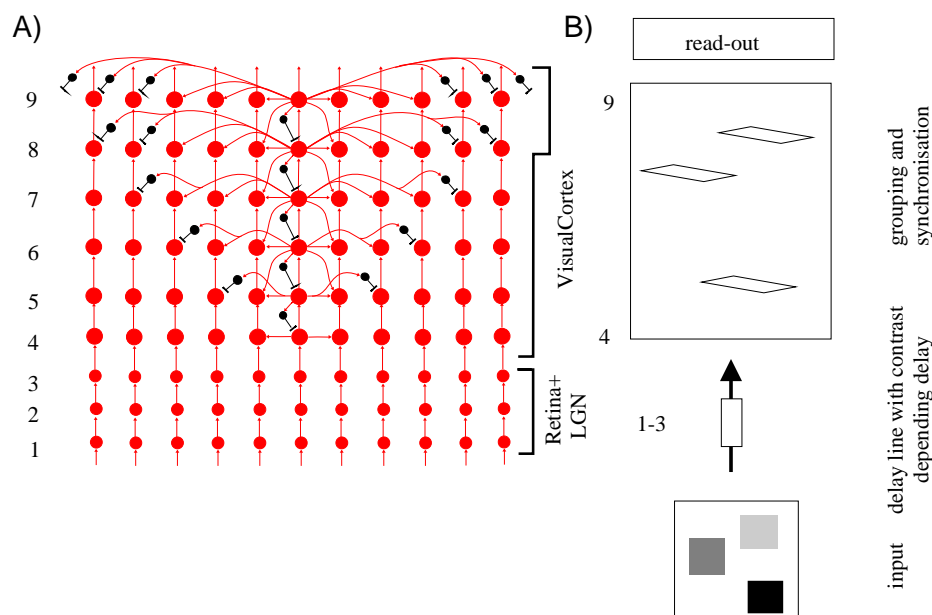 A)
9
8
7
6
5
4
3
2
1
VisualCortex
Retina+
LGN
B)
read-out
9
4
1-3
grouping and
synchronisation
delay line with contrast
depending delay
input